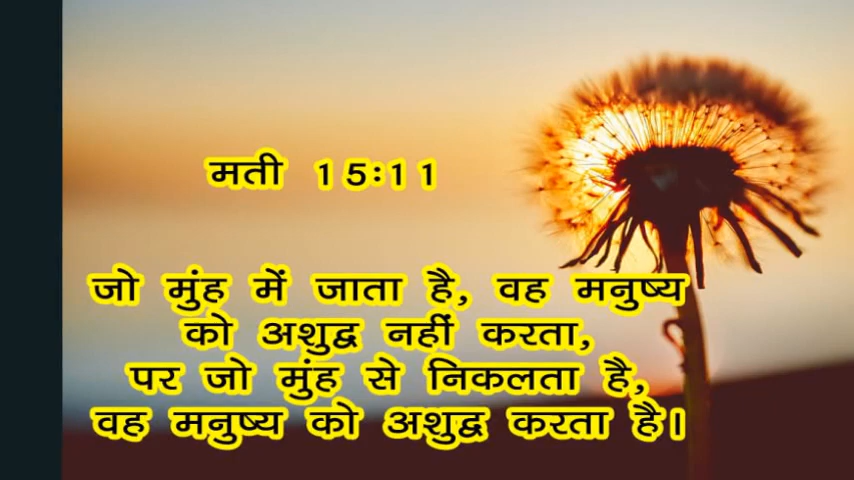 मती 15:11
जो मुंह में जाता है, वह मनुष्य
को अशुद्व नहीं करता,
पर जो मुंह से निकलता है,
वह मनुष्य को अशुद्व करता है।